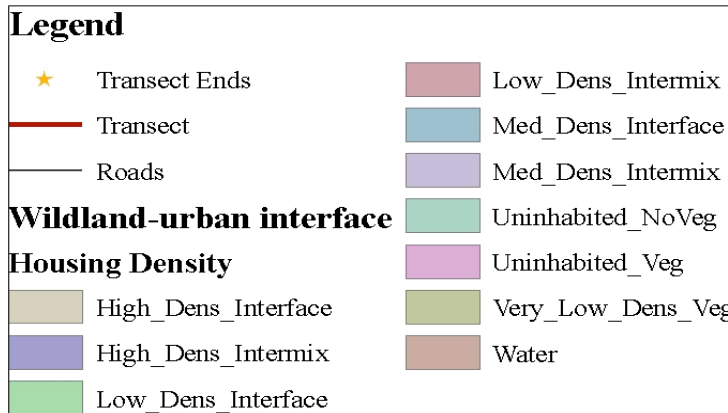 Legend
Transect Ends
Transect
Roads
Wildland-urban interface
Housing Density
High_Dens_Interface
High_Dens_Intermix
Low_Dens_Interface
Low_Dens_Intermix
Med_Dens_Interface
Med_Dens_Intermix
Uninhabited_NoVeg
Uninhabited_Veg
Very_Low_Dens_Veg
Water